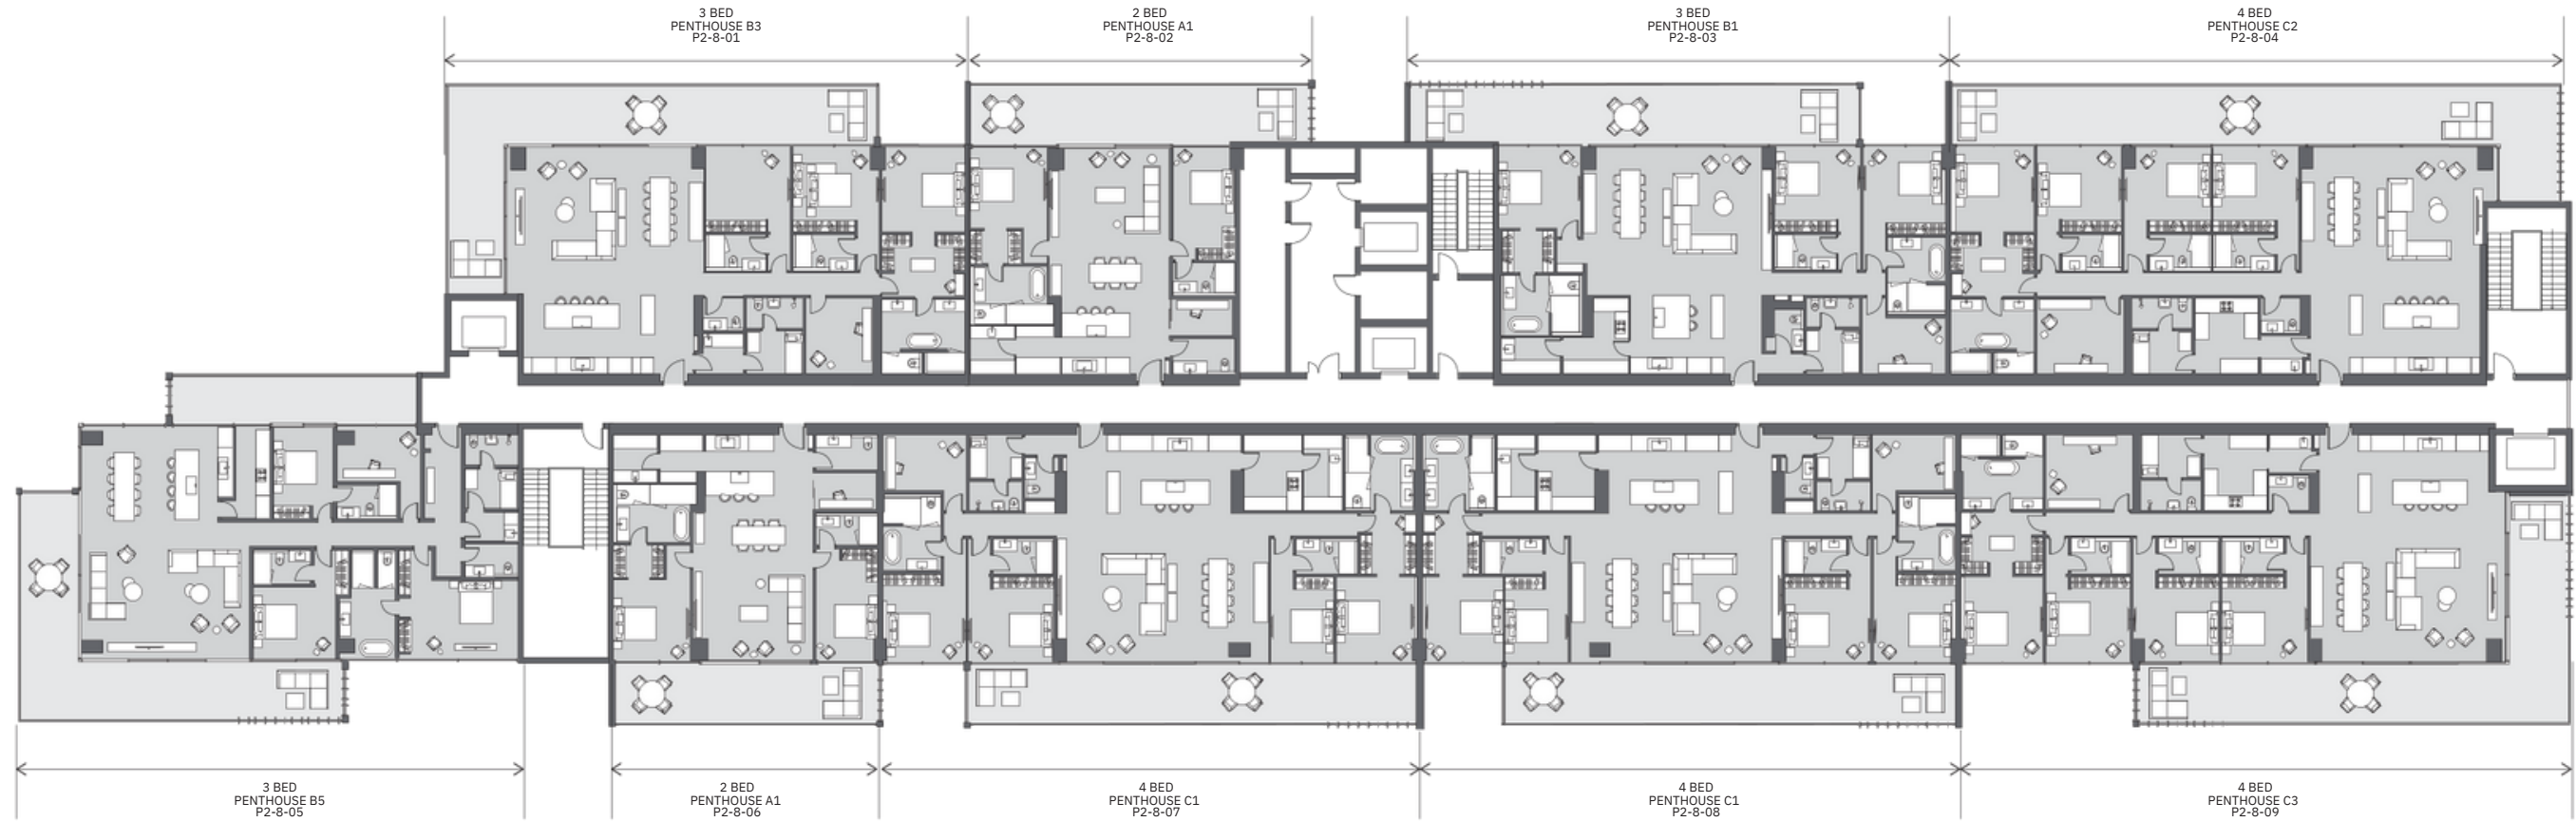 3 BED
PENTHOUSE B3
P2-8-01
2 BED
PENTHOUSE A1
P2-8-02
3 BED
PENTHOUSE B1
P2-8-03
4 BED
PENTHOUSE C2
P2-8-04
3 BED
PENTHOUSE B5
P2-8-05
2 BED
PENTHOUSE A1
P2-8-06
4 BED
PENTHOUSE C1
P2-8-07
4 BED
PENTHOUSE C1
P2-8-08
4 BED
PENTHOUSE C3
P2-8-09